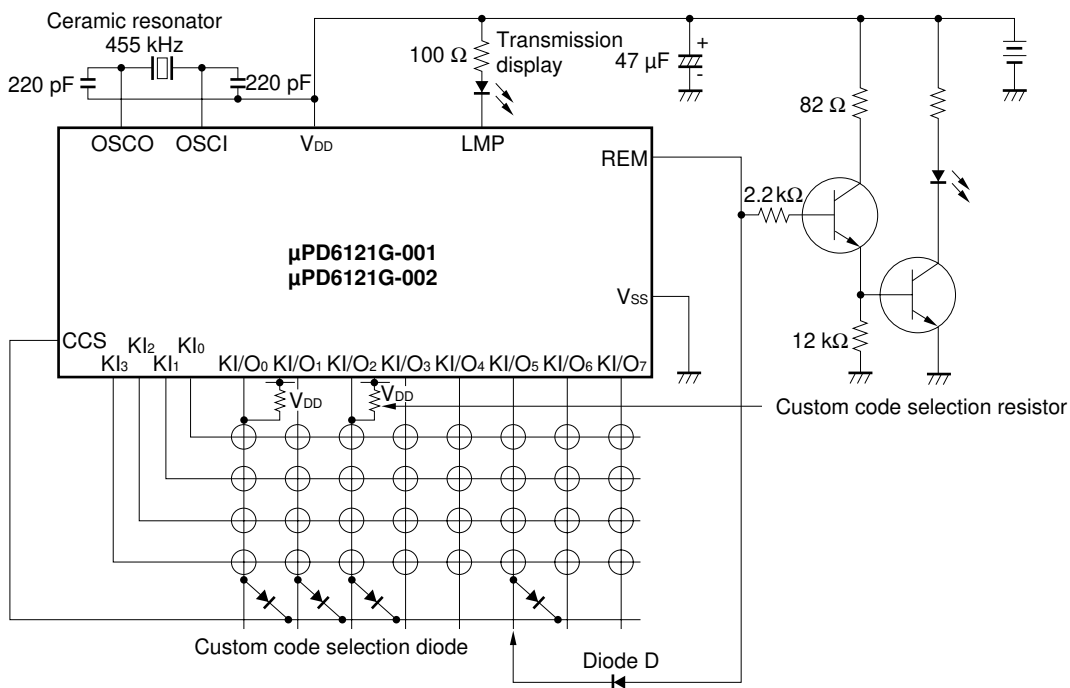 Ceramic resonator
455 kHz
220 pF
220 pF
100 Ω
Transmission
display
47 µF
+
-
82 Ω
OSCO
OSCI
VDD
LMP
REM
2.2 kΩ
µPD6121G-001
µPD6121G-002
VSS
CCS
KI3
KI2
KI1
KI0
KI/O0
KI/O1
KI/O2
KI/O3
KI/O4
KI/O5
KI/O6
KI/O7
12 kΩ
VDD
VDD
Custom code selection resistor
Custom code selection diode
Diode D